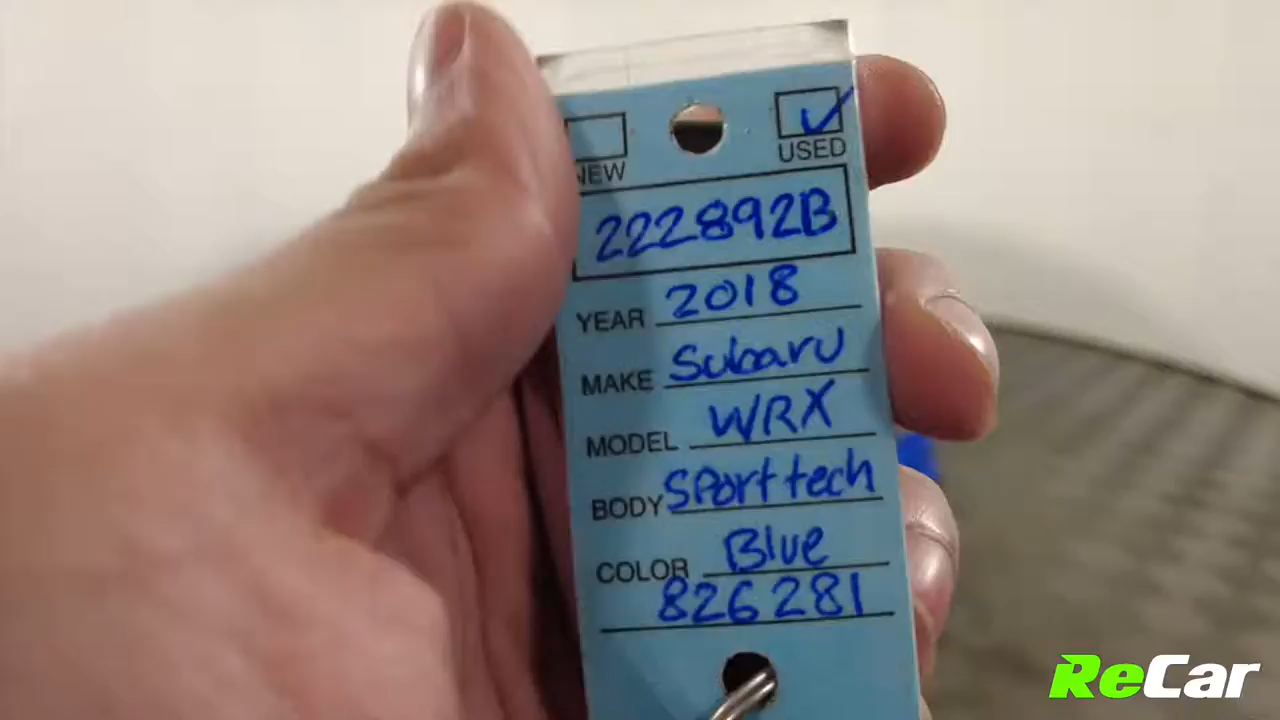 NEW USED
222892B
YEAR 2018
MAKE Subaru
MODEL WRX
BODY Sport tech
COLOR Blue
826281
ReCar